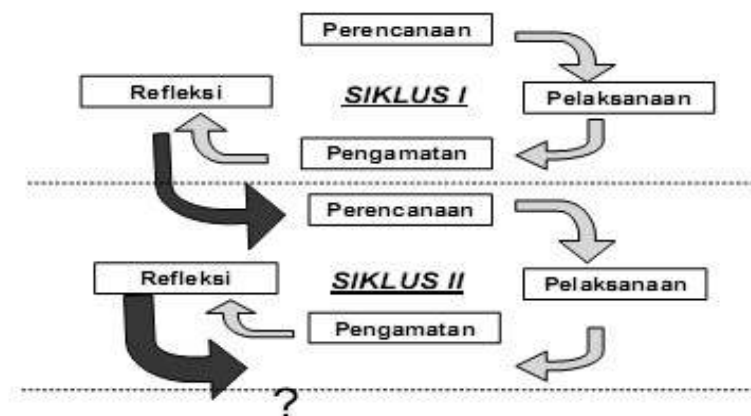 Perencanaan
Refleksi
SIKLUS I
Pelaksanaan
Pengamatan
Perencanaan
Refleksi
SIKLUS II
Pelaksanaan
Pengamatan
?